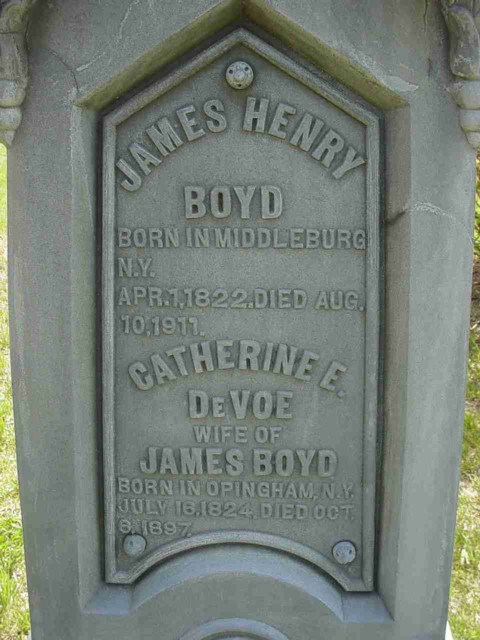 JAMES HENRY
BOYD
BORN IN MIDDLEBURG
N.Y.
APR.1,1822.DIED AUG.
10,1911.
CATHERINE E.
DeVOE
WIFE OF
JAMES BOYD
BORN IN OPINGHAM, N.Y.
JULY 16,1824.DIED OCT.
8,1897.